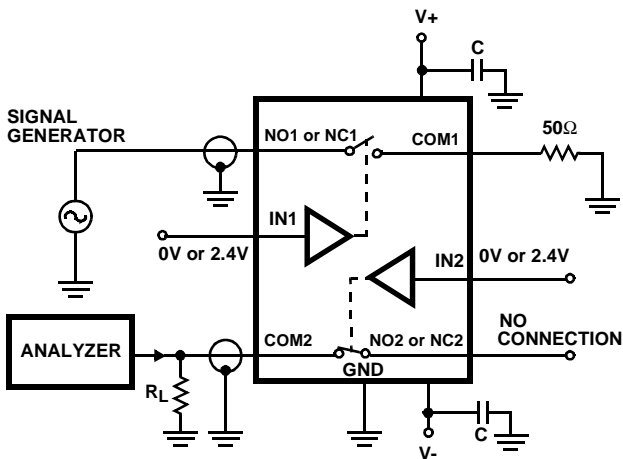 V+
C
SIGNAL
GENERATOR
NO1 or NC1
COM1
50Ω
IN1
0V or 2.4V
IN2
0V or 2.4V
ANALYZER
COM2
NO2 or NC2
NO
CONNECTION
GND
RL
C
V-